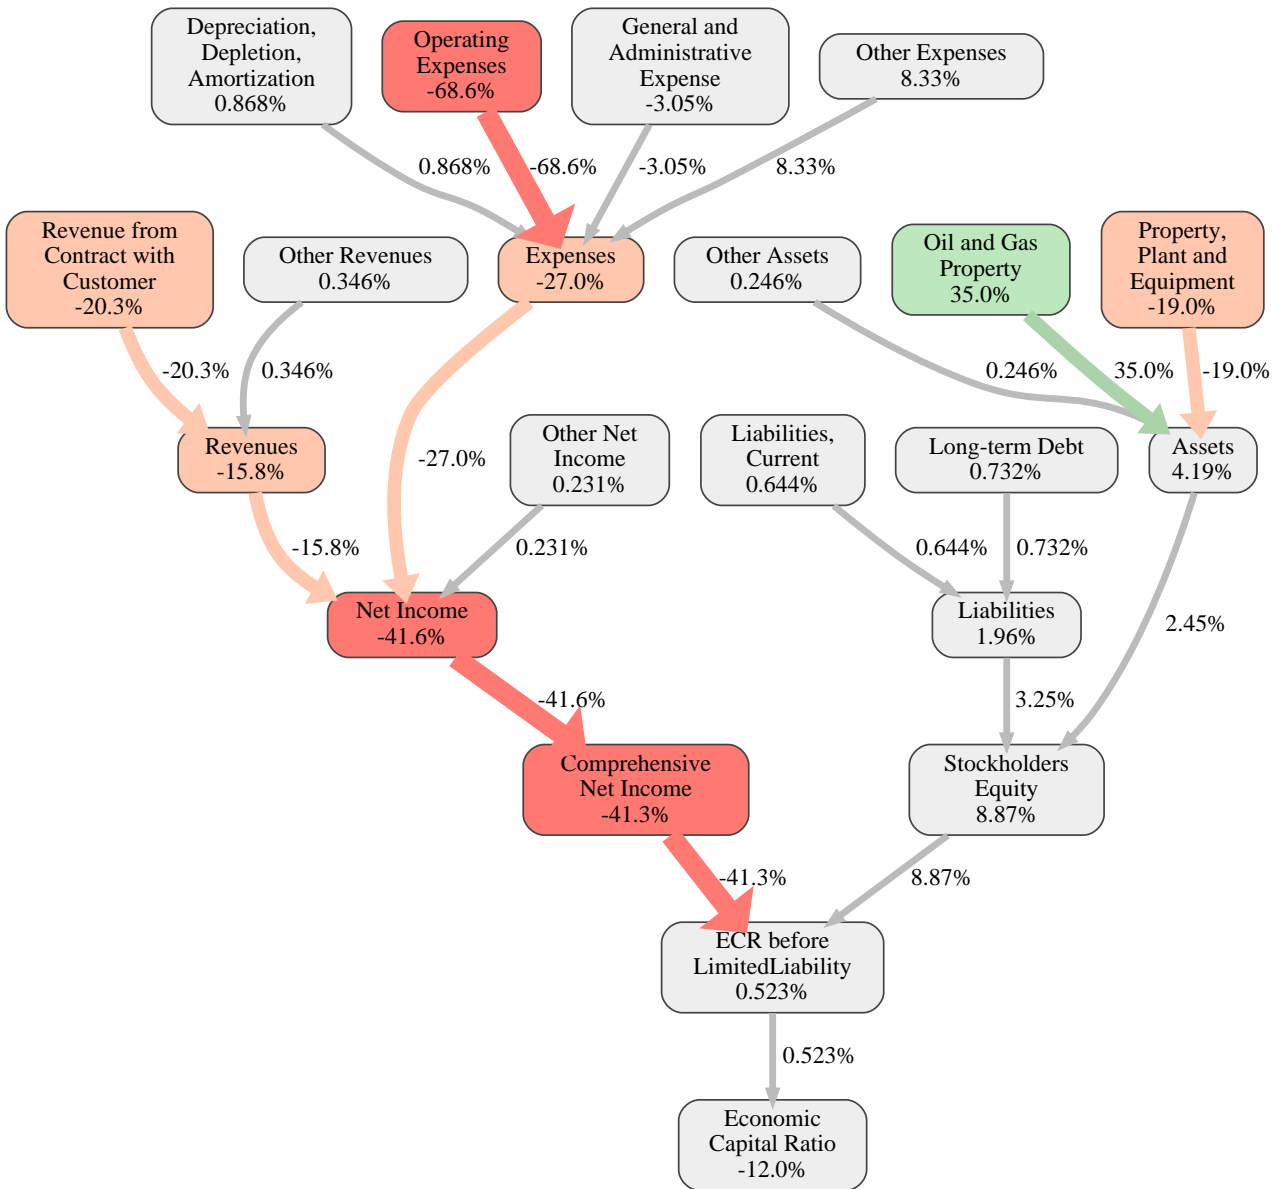 Depreciation,
Depletion,
Amortization
0.868%
Operating
Expenses
-68.6%
General and
Administrative
Expense
-3.05%
Other Expenses
8.33%
0.868%
-68.6%
-3.05%
8.33%
Revenue from
Contract with
Customer
-20.3%
Other Revenues
0.346%
Expenses
-27.0%
Other Assets
0.246%
Oil and Gas
Property
35.0%
Property,
Plant and
Equipment
-19.0%
-20.3%
0.346%
-27.0%
0.246%
35.0%
-19.0%
Revenues
-15.8%
Other Net
Income
0.231%
Liabilities,
Current
0.644%
Long-term Debt
0.732%
Assets
4.19%
-15.8%
0.231%
0.644%
0.732%
2.45%
Net Income
-41.6%
Liabilities
1.96%
-41.6%
3.25%
Comprehensive
Net Income
-41.3%
Stockholders
Equity
8.87%
-41.3%
8.87%
ECR before
LimitedLiability
0.523%
0.523%
Economic
Capital Ratio
-12.0%